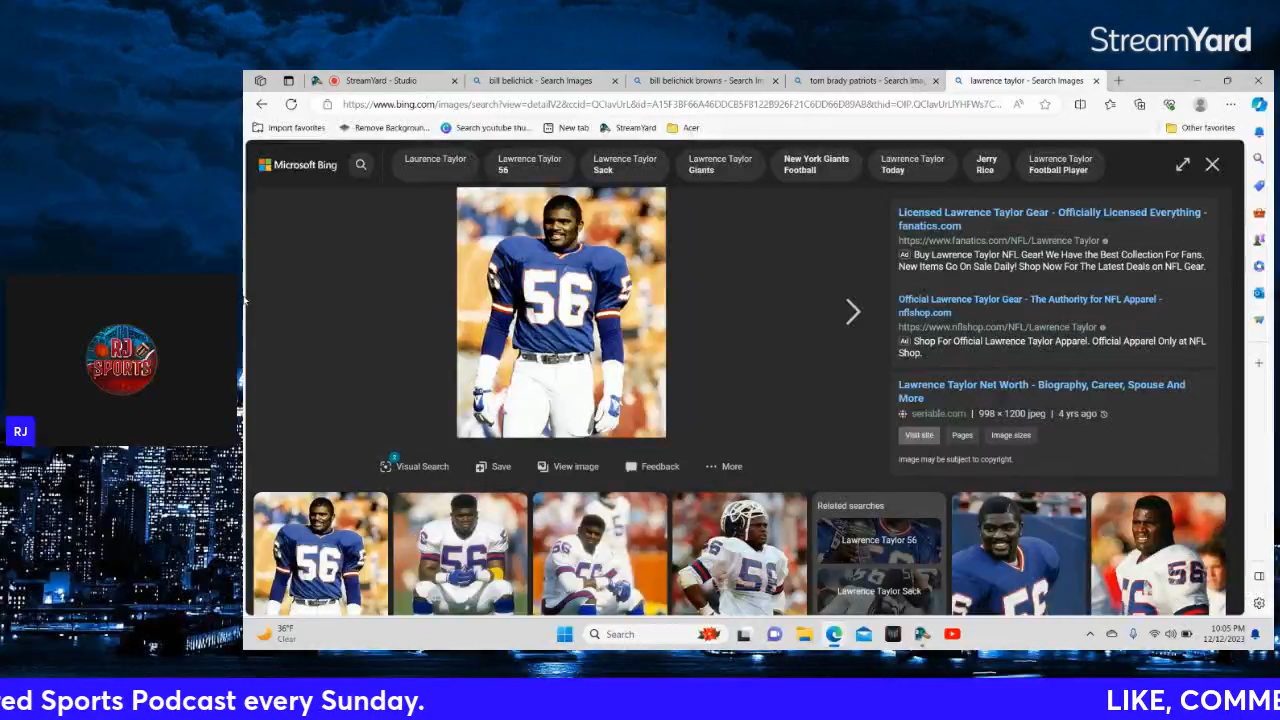 StreamYard
StreamYard - Studio
bill belichick - Search Images
bill belichick browns - Search Im
tom brady patriots - Search Ima
lawrence taylor - Search Images
Import favorites
Remove Backgroun...
Search youtube thu...
New tab
StreamYard
Acer
Other favorites
Microsoft Bing
Laurence Taylor
Lawrence Taylor 56
Lawrence Taylor Sack
Lawrence Taylor Giants
New York Giants Football
Lawrence Taylor Today
Jerry Rice
Lawrence Taylor Football Player
56
Licensed Lawrence Taylor Gear - Officially Licensed Everything -
fanatics.com
https://www.fanatics.com/NFL/Lawrence Taylor
Ad Buy Lawrence Taylor NFL Gear! We Have the Best Collection For Fans.
New Items Go On Sale Daily! Shop Now For The Latest Deals on NFL Gear.
Official Lawrence Taylor Gear - The Authority for NFL Apparel -
nflshop.com
https://www.nflshop.com/NFL/Lawrence Taylor
Ad Shop For Official Lawrence Taylor Apparel. Official Apparel Only at NFL
Shop.
Lawrence Taylor Net Worth - Biography, Career, Spouse And
More
seriable.com | 998 × 1200 jpeg | 4 yrs ago
Visit site Pages Image sizes
Image may be subject to copyright.
Visual Search
Save
View image
Feedback
More
Related searches
Lawrence Taylor 56
Lawrence Taylor Sack
56
56
56
56
56
RJ
SPORTS
RJ
36°F
Clear
Search
10:05 PM
12/12/2023
red Sports Podcast every Sunday.
LIKE, COMME